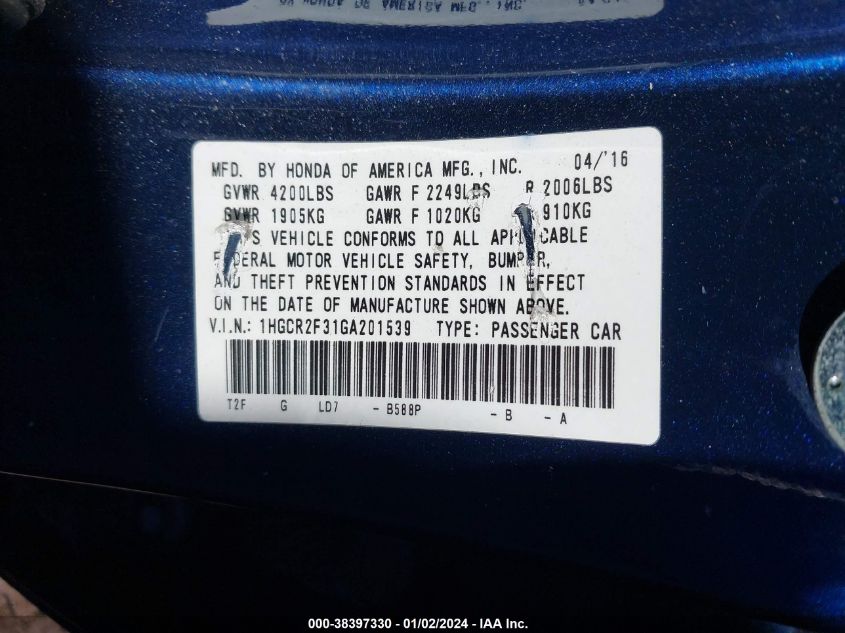 MFD. BY HONDA OF AMERICA MFG., INC. 04/'16
GVWR 4200LBS GAWR F 2249LBS R 2006LBS
GVWR 1905KG GAWR F 1020KG 910KG
VEHICLE CONFORMS TO ALL APPLICABLE
FEDERAL MOTOR VEHICLE SAFETY, BUMPER,
AND THEFT PREVENTION STANDARDS IN EFFECT
ON THE DATE OF MANUFACTURE SHOWN ABOVE.
V.I.N.: 1HGCR2F31GA201539 TYPE: PASSENGER CAR
T2F G LD7 - B588P - B - A
000-38397330 - 01/02/2024 - IAA Inc.